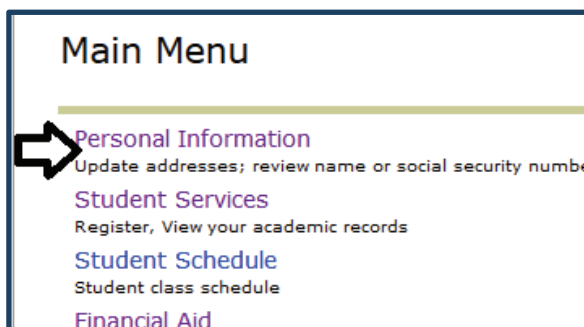 Main Menu
Personal Information
Update addresses; review name or social security
Student Services
Register, View your academic records
Student Schedule
Student class schedule
Financial Aid